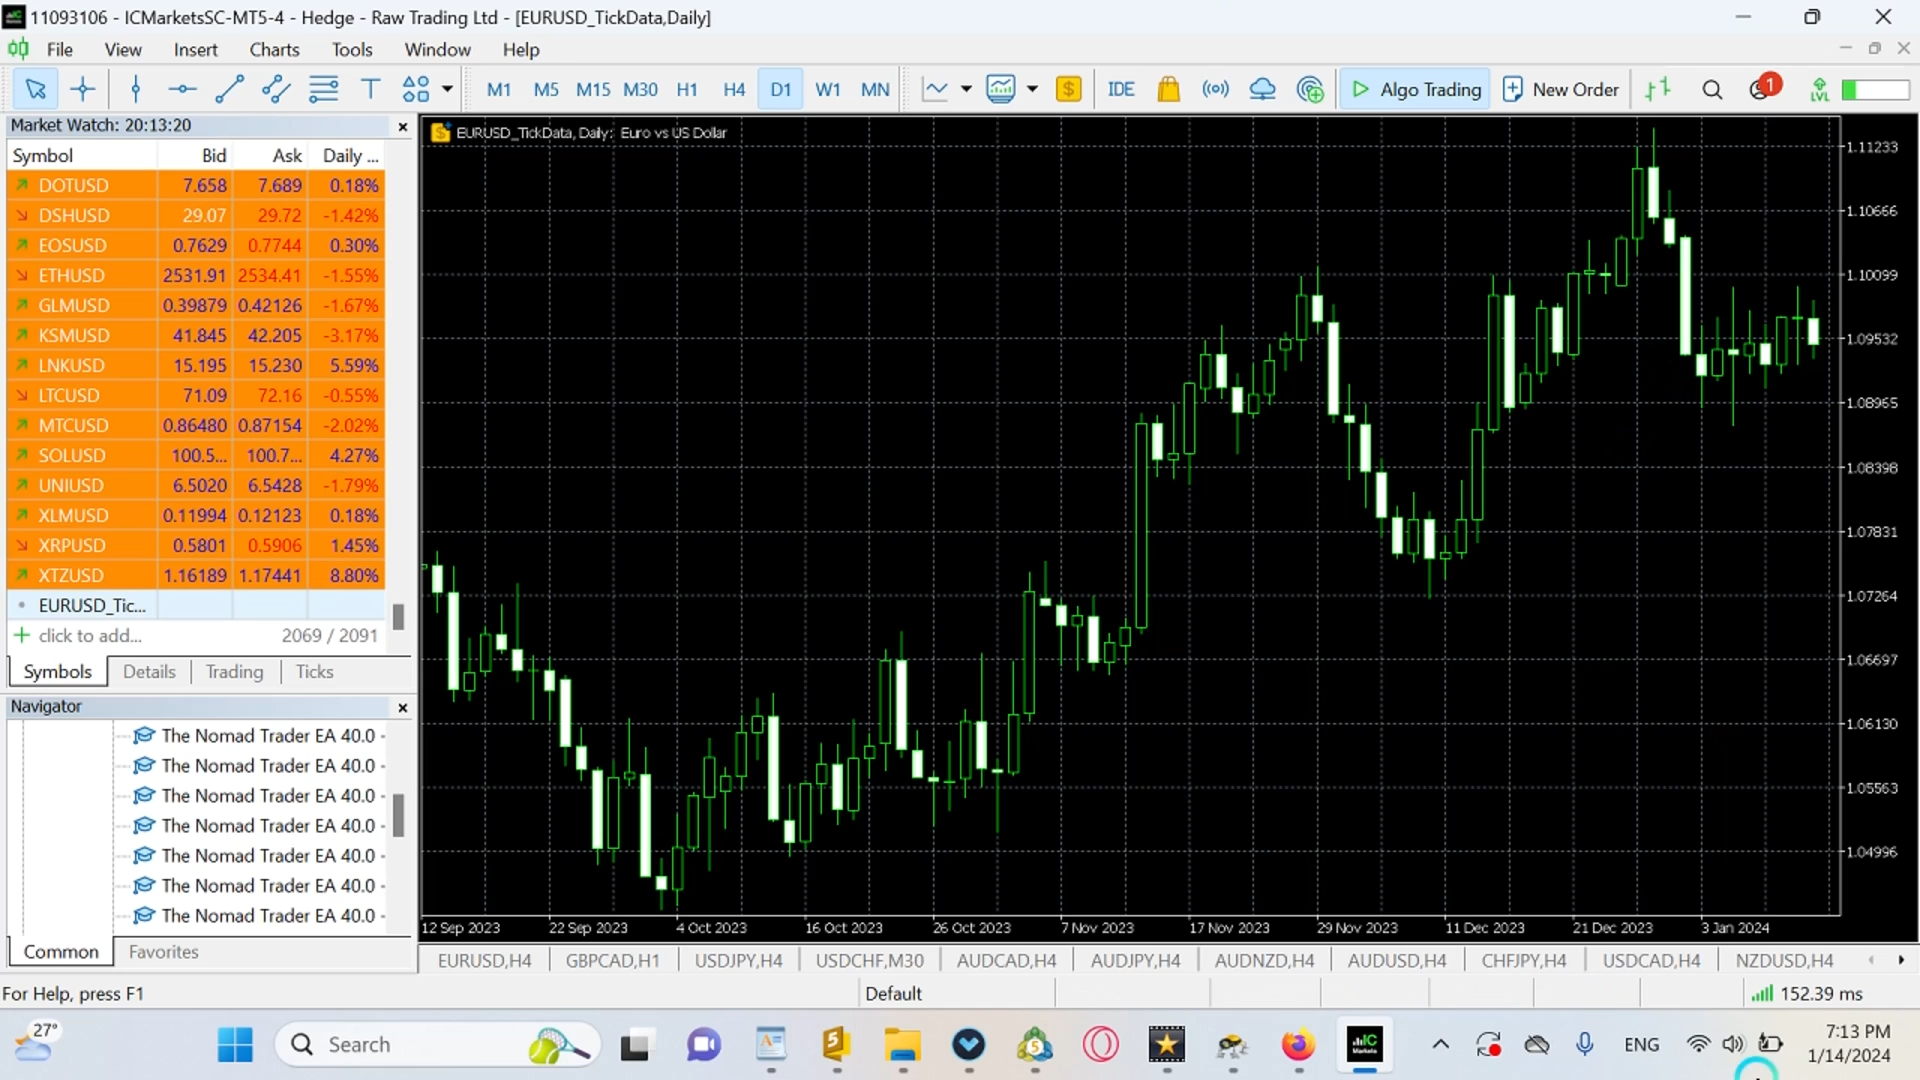 11093106 - ICMarketsSC-MT5-4 - Hedge - Raw Trading Ltd - [EURUSD_TickData,Daily]
File View Insert Charts Tools Window Help
M1 M5 M15 M30 H1 H4 D1 W1 MN IDE Algo Trading New Order 1 LVL
Market Watch: 20:13:20
Symbol Bid Ask Daily ...
DOTUSD 7.658 7.689 0.18%
DSHUSD 29.07 29.72 -1.42%
EOSUSD 0.7629 0.7744 0.30%
ETHUSD 2531.91 2534.41 -1.55%
GLMUSD 0.39879 0.42126 -1.67%
KSMUSD 41.845 42.205 -3.17%
LNKUSD 15.195 15.230 5.59%
LTCUSD 71.09 72.16 -0.55%
MTCUSD 0.86480 0.87154 -2.02%
SOLUSD 100.5... 100.7... 4.27%
UNIUSD 6.5020 6.5428 -1.79%
XLMUSD 0.11994 0.12123 0.18%
XRPUSD 0.5801 0.5906 1.45%
XTZUSD 1.16189 1.17441 8.80%
EURUSD_Tic...
click to add... 2069 / 2091
Symbols Details Trading Ticks
Navigator
The Nomad Trader EA 40.0 -
The Nomad Trader EA 40.0 -
The Nomad Trader EA 40.0 -
The Nomad Trader EA 40.0 -
The Nomad Trader EA 40.0 -
The Nomad Trader EA 40.0 -
The Nomad Trader EA 40.0 -
Common Favorites
EURUSD_TickData, Daily: Euro vs US Dollar
1.11233
1.10666
1.10099
1.09532
1.08965
1.08398
1.07831
1.07264
1.06697
1.06130
1.05563
1.04996
12 Sep 2023 22 Sep 2023 4 Oct 2023 16 Oct 2023 26 Oct 2023 7 Nov 2023 17 Nov 2023 29 Nov 2023 11 Dec 2023 21 Dec 2023 3 Jan 2024
EURUSD,H4 GBPCAD,H1 USDJPY,H4 USDCHF,M30 AUDCAD,H4 AUDJPY,H4 AUDNZD,H4 AUDUSD,H4 CHFJPY,H4 USDCAD,H4 NZDUSD,H4
For Help, press F1 Default 152.39 ms
27° Search ENG 7:13 PM
1/14/2024